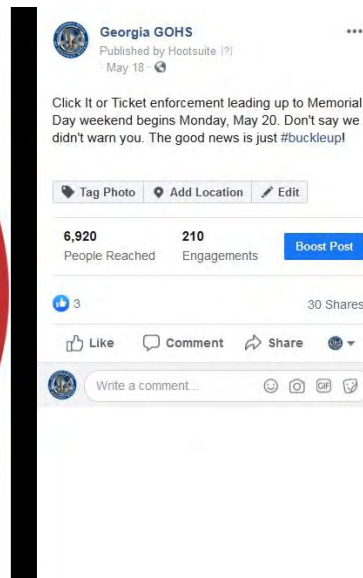 Georgia GOHS
Published by Hootsuite [?]
· May 18 ·
Click It or Ticket enforcement leading up to Memorial
Day weekend begins Monday, May 20. Don't say we
didn't warn you. The good news is just #buckleup!
Tag Photo Add Location Edit
6,920 210 Boost Post
People Reached Engagements
3 30 Shares
Like Comment Share
Write a comment... GIF